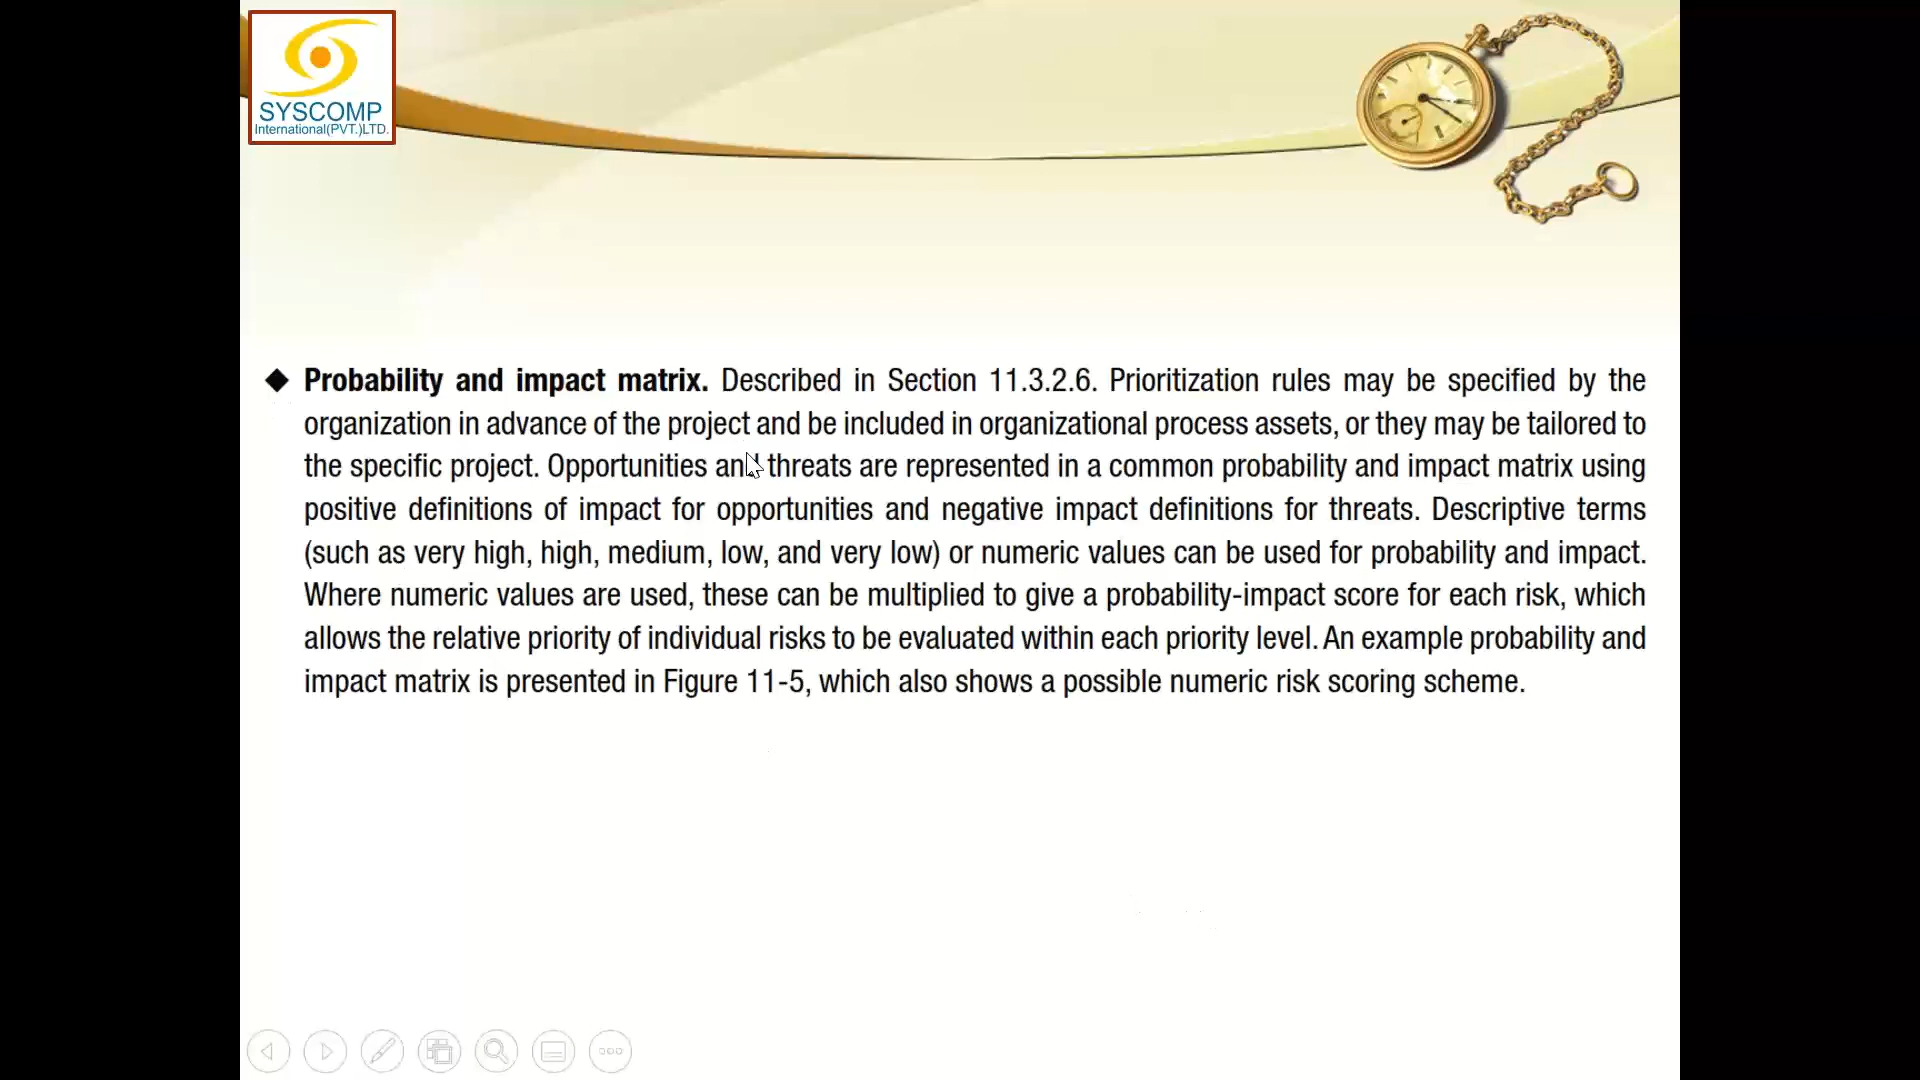 SYSCOMP
International(PVT.)LTD.
◆ Probability and impact matrix. Described in Section 11.3.2.6. Prioritization rules may be specified by the
organization in advance of the project and be included in organizational process assets, or they may be tailored to
the specific project. Opportunities and threats are represented in a common probability and impact matrix using
positive definitions of impact for opportunities and negative impact definitions for threats. Descriptive terms
(such as very high, high, medium, low, and very low) or numeric values can be used for probability and impact.
Where numeric values are used, these can be multiplied to give a probability-impact score for each risk, which
allows the relative priority of individual risks to be evaluated within each priority level. An example probability and
impact matrix is presented in Figure 11-5, which also shows a possible numeric risk scoring scheme.